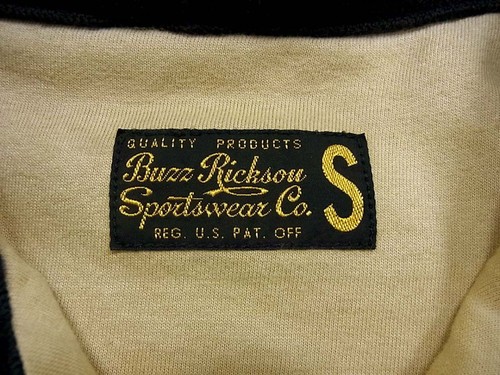 QUALITY PRODUCTS
Buzz Rickson
Sportswear Co.
S
REG. U.S. PAT. OFF